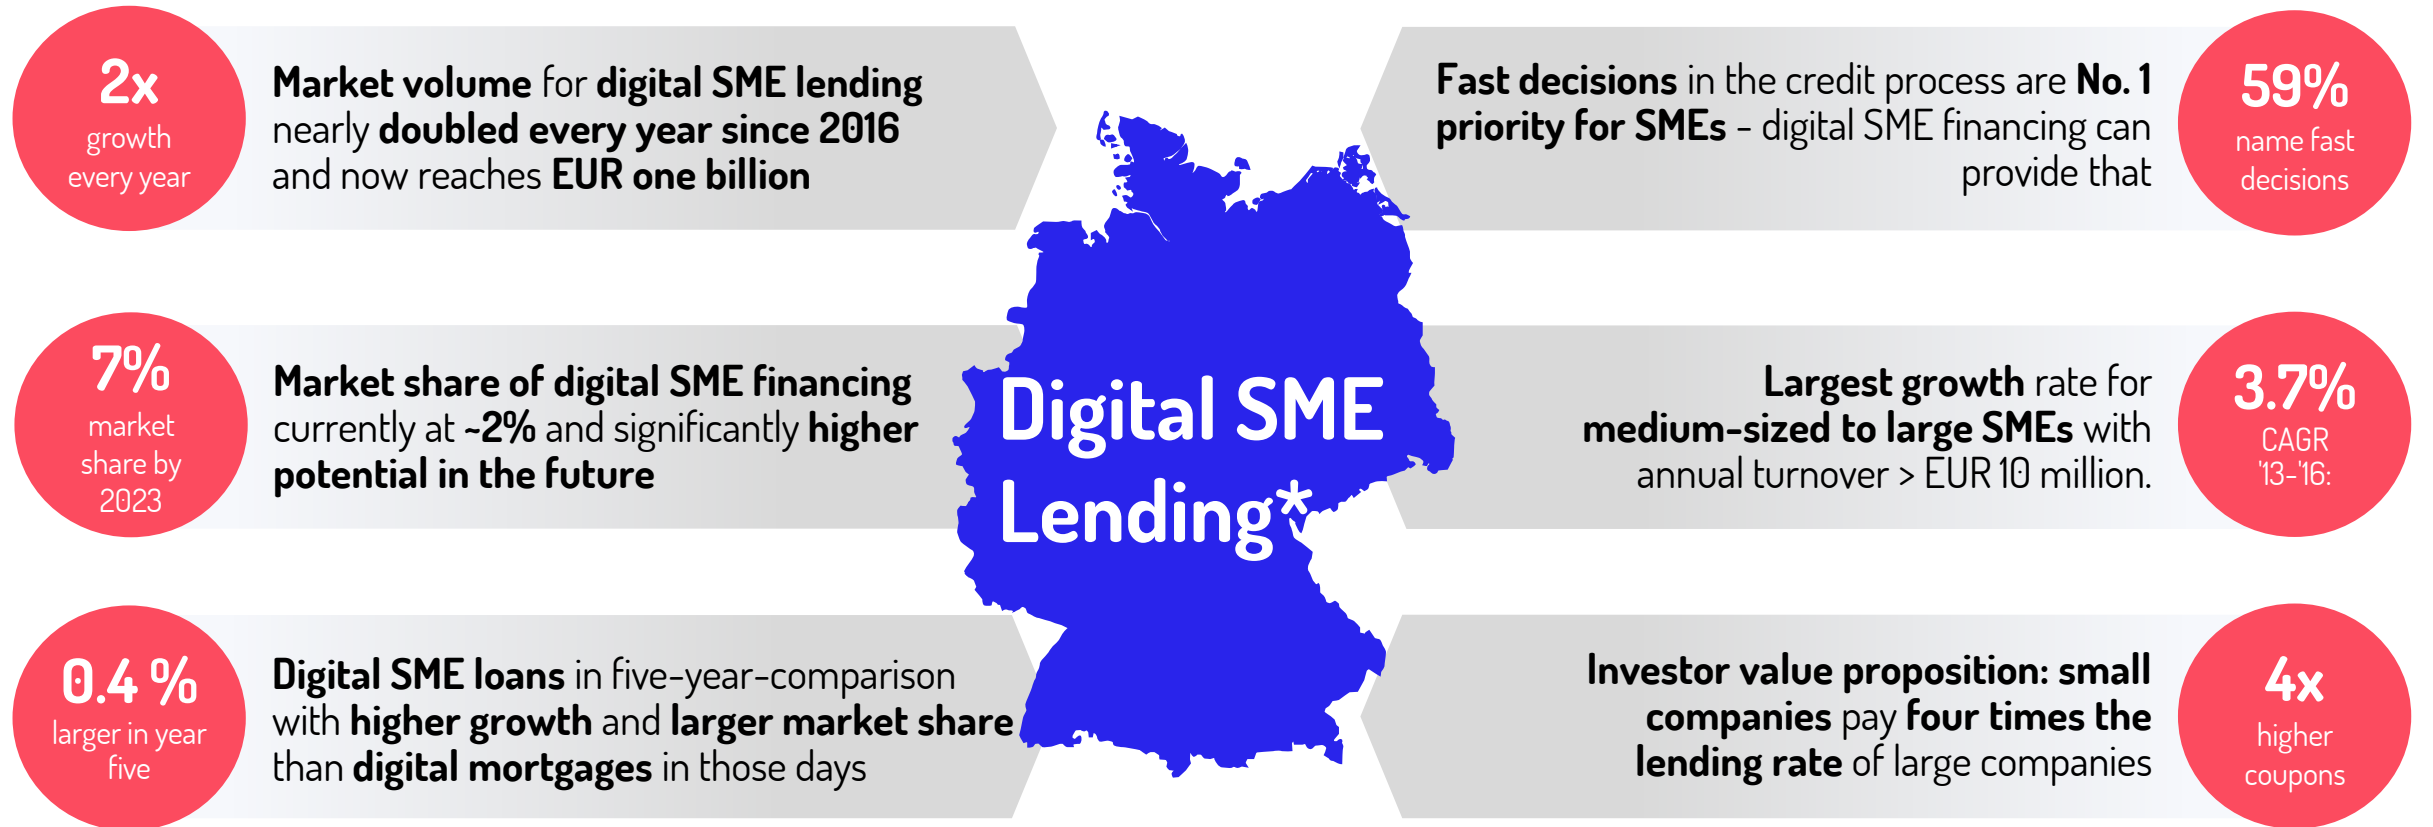 2x
growth
every year
Market volume for digital SME lending
nearly doubled every year since 2016
and now reaches EUR one billion
7%
market
share by
2023
Market share of digital SME financing
currently at ~2% and significantly higher
potential in the future
0.4 %
larger in year
five
Digital SME loans in five-year-comparison
with higher growth and larger market share
than digital mortgages in those days
Digital SME
Lending*
Fast decisions in the credit process are No. 1
priority for SMEs - digital SME financing can
provide that
59%
name fast
decisions
Largest growth rate for
medium-sized to large SMEs with
annual turnover > EUR 10 million.
3.7%
CAGR
'13-'16:
Investor value proposition: small
companies pay four times the
lending rate of large companies
4x
higher
coupons